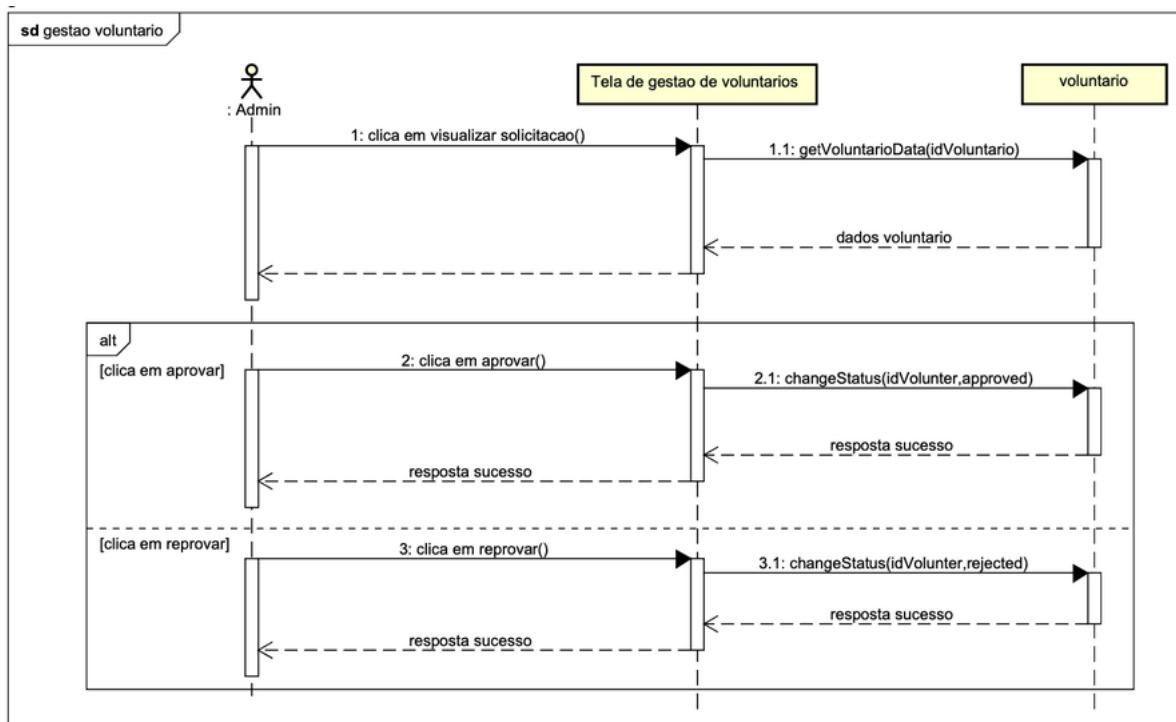 sd gestao voluntario
: Admin
Tela de gestao de voluntarios
voluntario
1: clica em visualizar solicitacao()
1.1: getVoluntarioData(idVoluntario)
dados voluntario
alt
[clica em aprovar]
2: clica em aprovar()
2.1: changeStatus(idVolunter,approved)
resposta sucesso
resposta sucesso
[clica em reprovar]
3: clica em reprovar()
3.1: changeStatus(idVolunter,rejected)
resposta sucesso
resposta sucesso